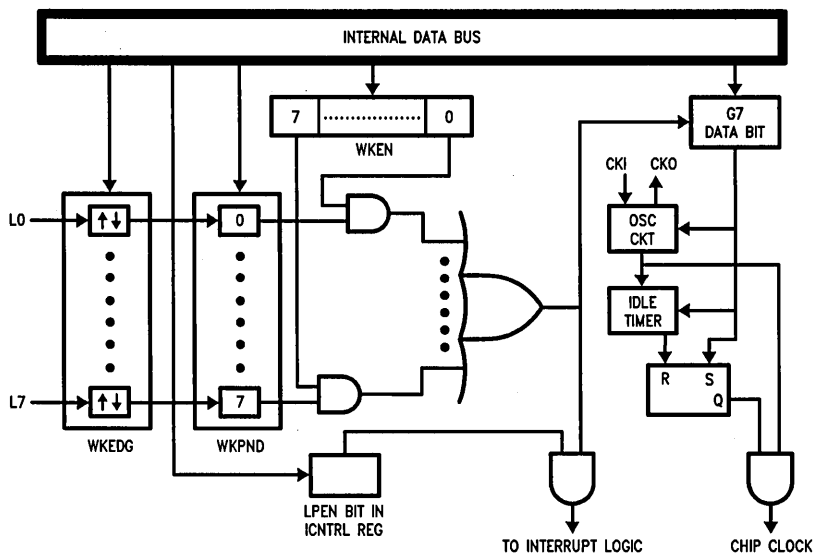 INTERNAL DATA BUS
7 0
WKEN
G7
DATA BIT
CKI CKO
OSC
CKT
IDLE
TIMER
R S
Q
L0
0
L7
7
WKEDG
WKPND
LPEN BIT IN
ICNTRL REG
TO INTERRUPT LOGIC
CHIP CLOCK